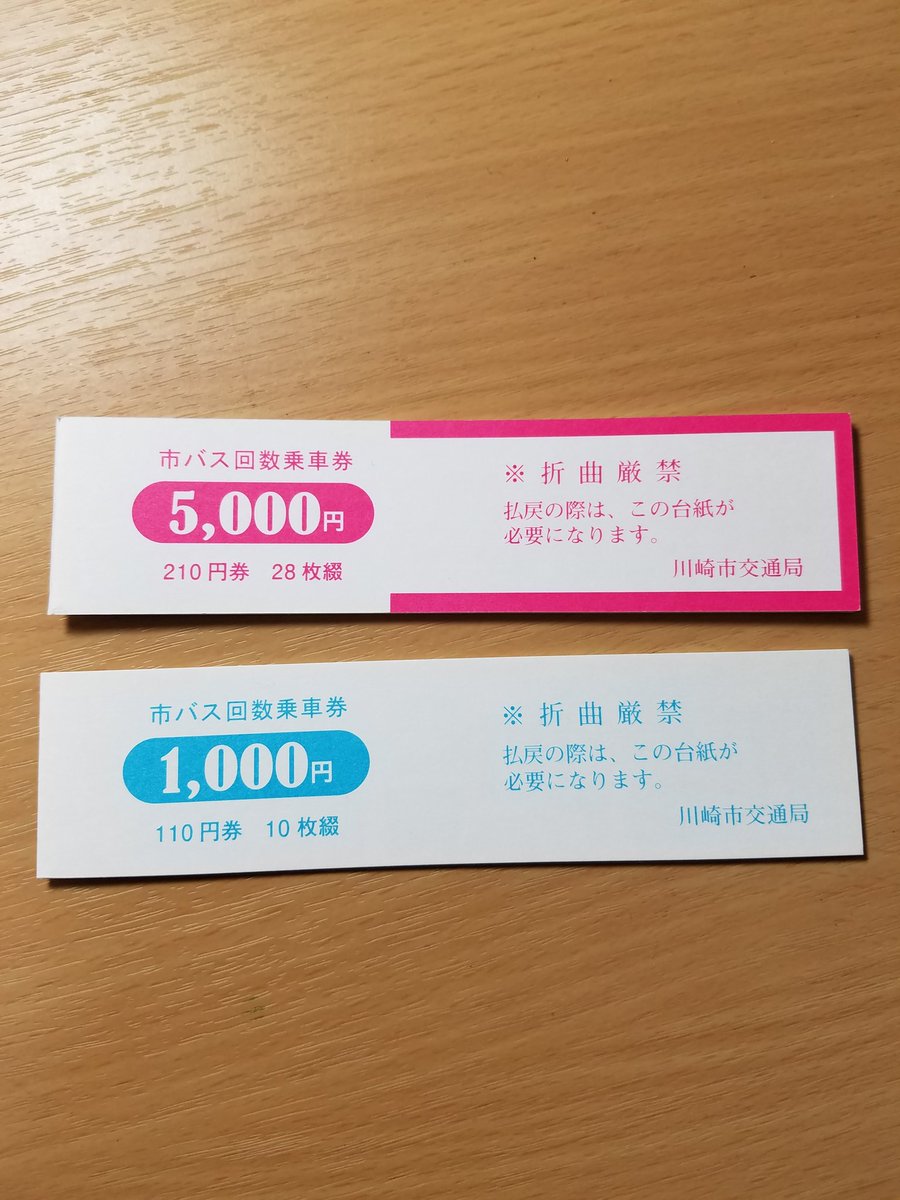 市バス回数乗車券
5,000円
210円券 28枚綴
※ 折曲厳禁
払戻の際は、この台紙が
必要になります。
川崎市交通局
市バス回数乗車券
1,000円
110円券 10枚綴
※ 折曲厳禁
払戻の際は、この台紙が
必要になります。
川崎市交通局